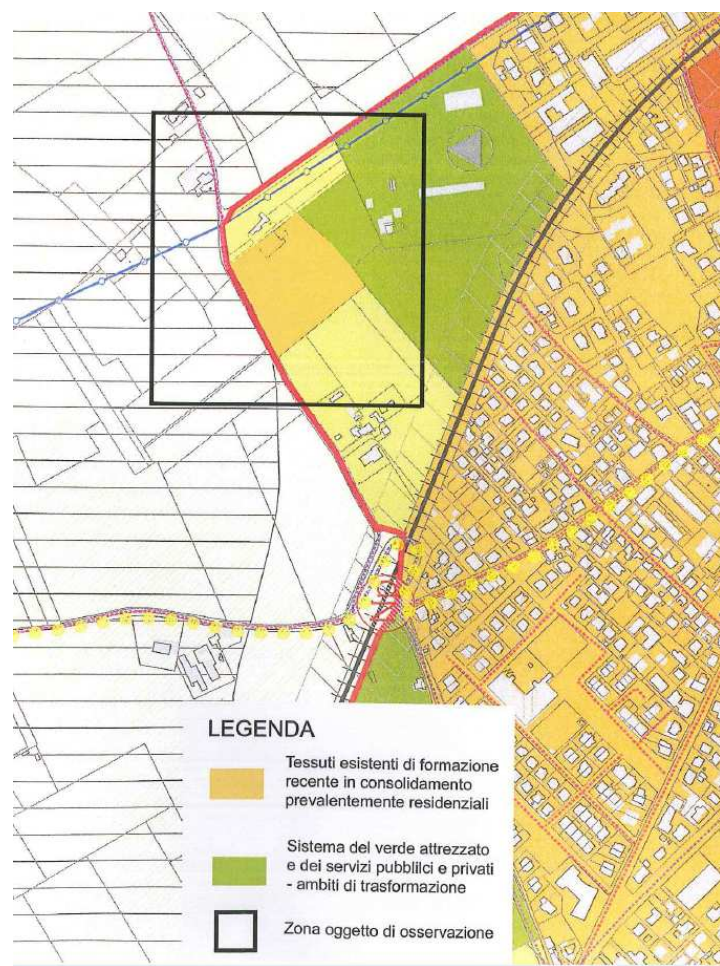 LEGENDA
Tessuti esistenti di formazione
recente in consolidamento
prevalentemente residenziali
Sistema del verde attrezzato
e dei servizi pubblilci e privati
- ambiti di trasformazione
Zona oggetto di osservazione